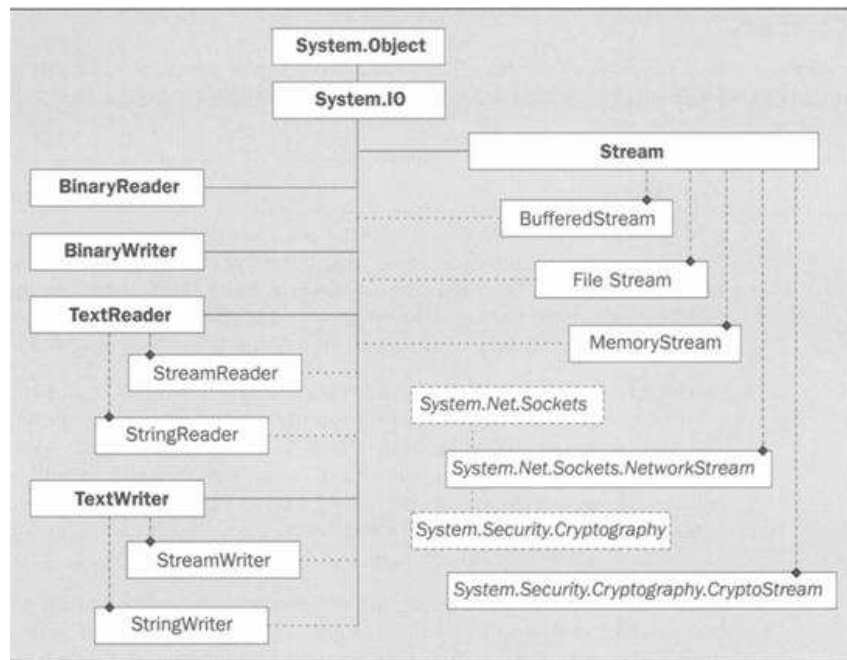 System.Object
System.IO
Stream
BinaryReader
BufferedStream
BinaryWriter
File Stream
TextReader
MemoryStream
StreamReader
System.Net.Sockets
StringReader
System.Net.Sockets.NetworkStream
TextWriter
System.Security.Cryptography
StreamWriter
System.Security.Cryptography.CryptoStream
StringWriter